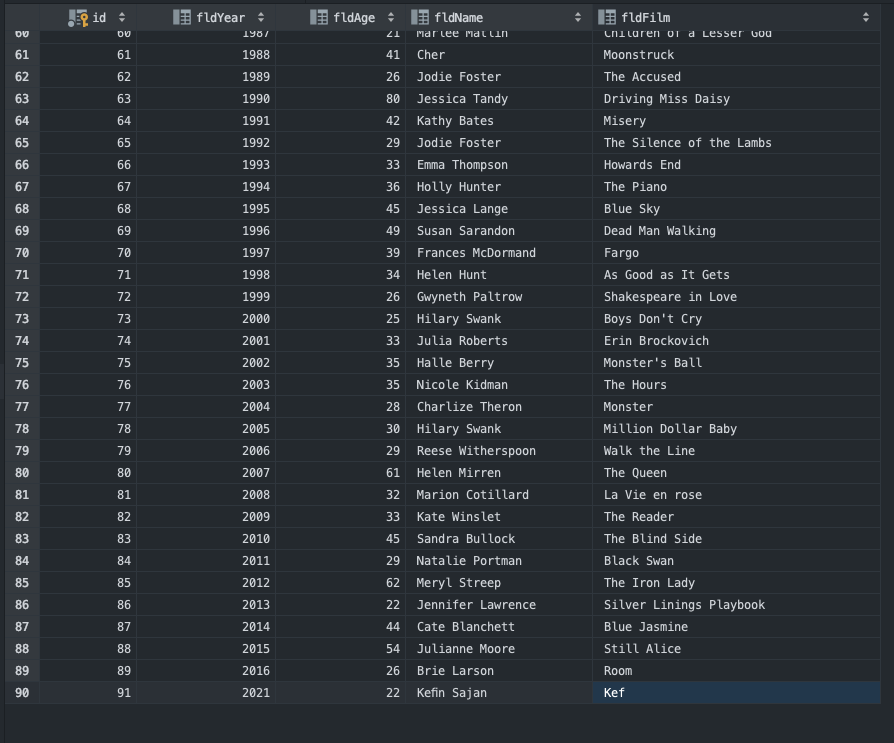 id fldYear fldAge fldName fldFilm
60 60 1987 21 Marlee Matlin Children of a Lesser God
61 61 1988 41 Cher Moonstruck
62 62 1989 26 Jodie Foster The Accused
63 63 1990 80 Jessica Tandy Driving Miss Daisy
64 64 1991 42 Kathy Bates Misery
65 65 1992 29 Jodie Foster The Silence of the Lambs
66 66 1993 33 Emma Thompson Howards End
67 67 1994 36 Holly Hunter The Piano
68 68 1995 45 Jessica Lange Blue Sky
69 69 1996 49 Susan Sarandon Dead Man Walking
70 70 1997 39 Frances McDormand Fargo
71 71 1998 34 Helen Hunt As Good as It Gets
72 72 1999 26 Gwyneth Paltrow Shakespeare in Love
73 73 2000 25 Hilary Swank Boys Don't Cry
74 74 2001 33 Julia Roberts Erin Brockovich
75 75 2002 35 Halle Berry Monster's Ball
76 76 2003 35 Nicole Kidman The Hours
77 77 2004 28 Charlize Theron Monster
78 78 2005 30 Hilary Swank Million Dollar Baby
79 79 2006 29 Reese Witherspoon Walk the Line
80 80 2007 61 Helen Mirren The Queen
81 81 2008 32 Marion Cotillard La Vie en rose
82 82 2009 33 Kate Winslet The Reader
83 83 2010 45 Sandra Bullock The Blind Side
84 84 2011 29 Natalie Portman Black Swan
85 85 2012 62 Meryl Streep The Iron Lady
86 86 2013 22 Jennifer Lawrence Silver Linings Playbook
87 87 2014 44 Cate Blanchett Blue Jasmine
88 88 2015 54 Julianne Moore Still Alice
89 89 2016 26 Brie Larson Room
90 91 2021 22 Kefin Sajan Kef